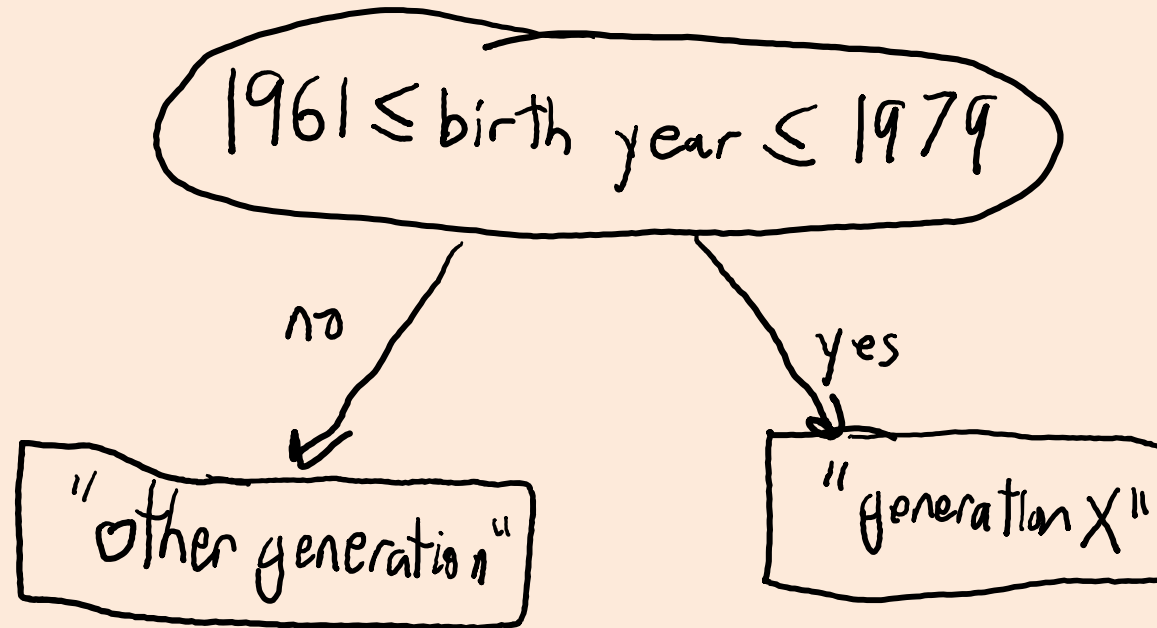 1961 ≤ birth year ≤ 1979
no
yes
"other generation"
"generation X"